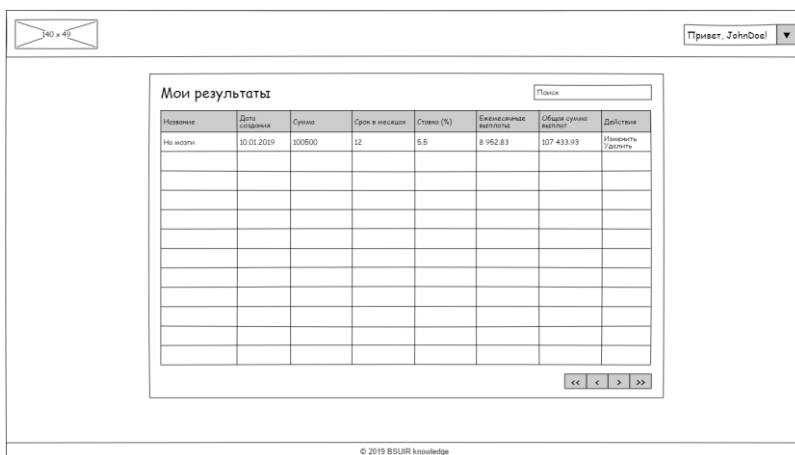 140 x 49
Привет, JohnDoe!
Мои результаты
Поиск
Название
Дата
создания
Сумма
Срок в месяцах
Ставка (%)
Ежемесячные
выплаты
Общая сумма
выплат
Действия
На мозги
10.01.2019
100500
12
5.5
8 952.83
107 433.93
Изменить
Удалить
<< < > >>
© 2019 BSUIR knowledge